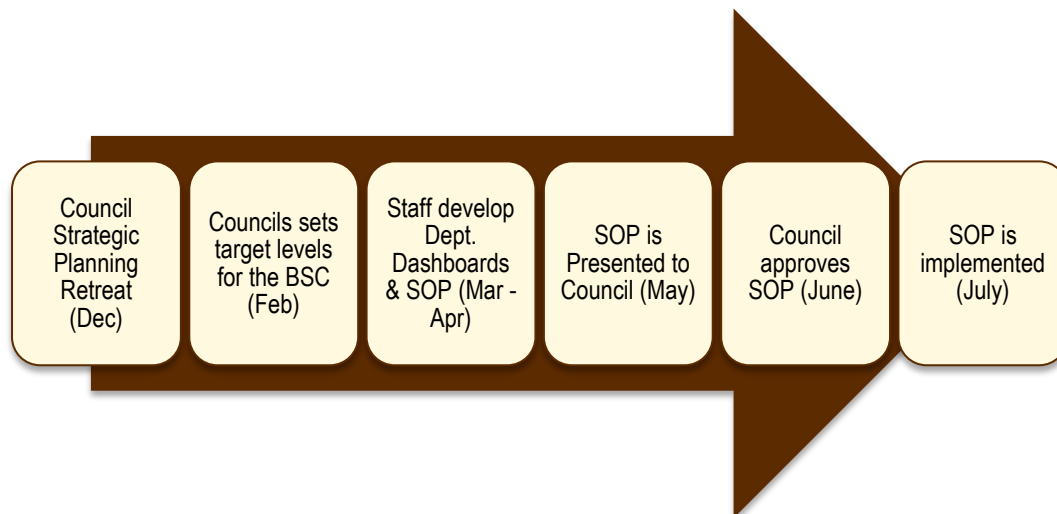 Council
Strategic
Planning
Retreat
(Dec)
Councils sets
target levels
for the BSC
(Feb)
Staff develop
Dept.
Dashboards
& SOP (Mar -
Apr)
SOP is
Presented to
Council (May)
Council
approves
SOP (June)
SOP is
implemented
(July)